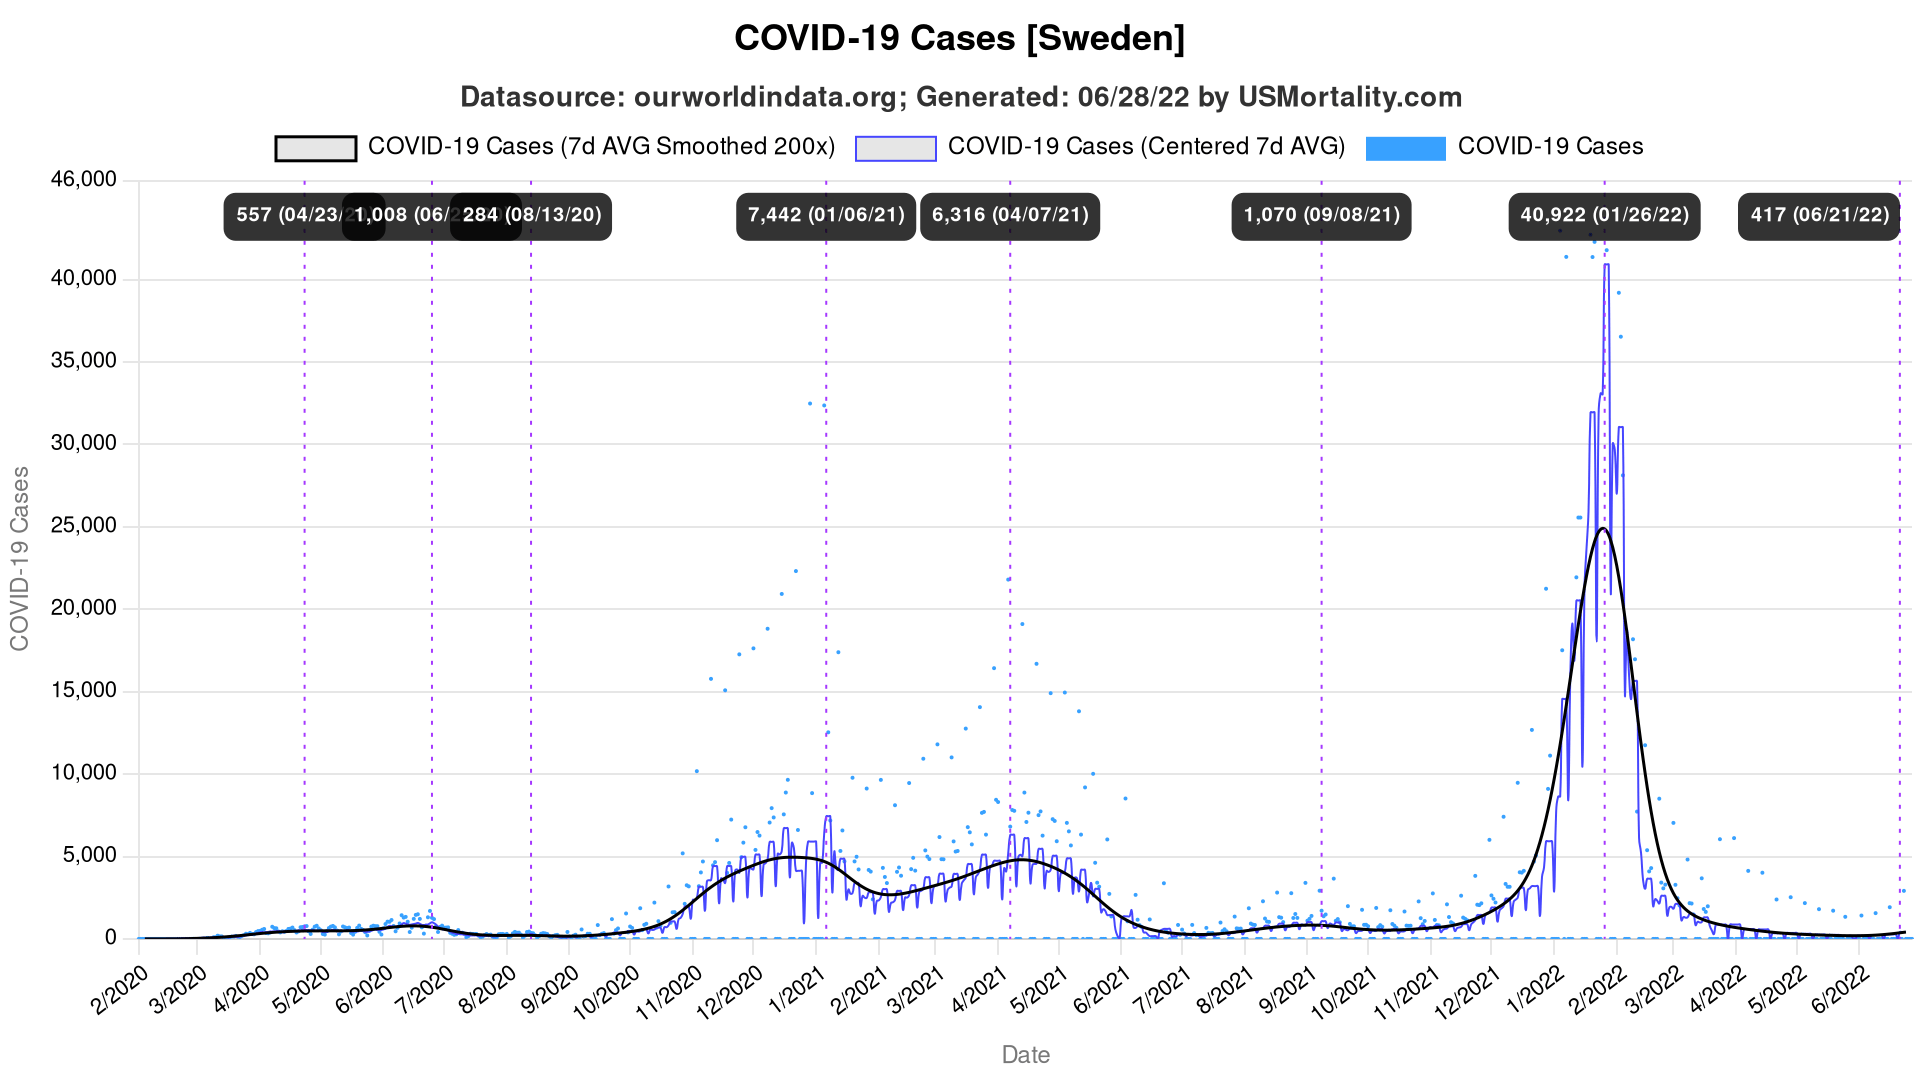 COVID-19 Cases [Sweden]
Datasource: ourworldindata.org; Generated: 06/28/22 by USMortality.com
COVID-19 Cases (7d AVG Smoothed 200x) COVID-19 Cases (Centered 7d AVG) COVID-19 Cases
557 (04/23/ 1,008 (06/ 284 (08/13/20) 7,442 (01/06/21) 6,316 (04/07/21) 1,070 (09/08/21) 40,922 (01/26/22) 417 (06/21/22)
46,000
40,000
35,000
30,000
25,000
20,000
15,000
10,000
5,000
0
COVID-19 Cases
2/2020 3/2020 4/2020 5/2020 6/2020 7/2020 8/2020 9/2020 10/2020 11/2020 12/2020 1/2021 2/2021 3/2021 4/2021 5/2021 6/2021 7/2021 8/2021 9/2021 10/2021 11/2021 12/2021 1/2022 2/2022 3/2022 4/2022 5/2022 6/2022
Date